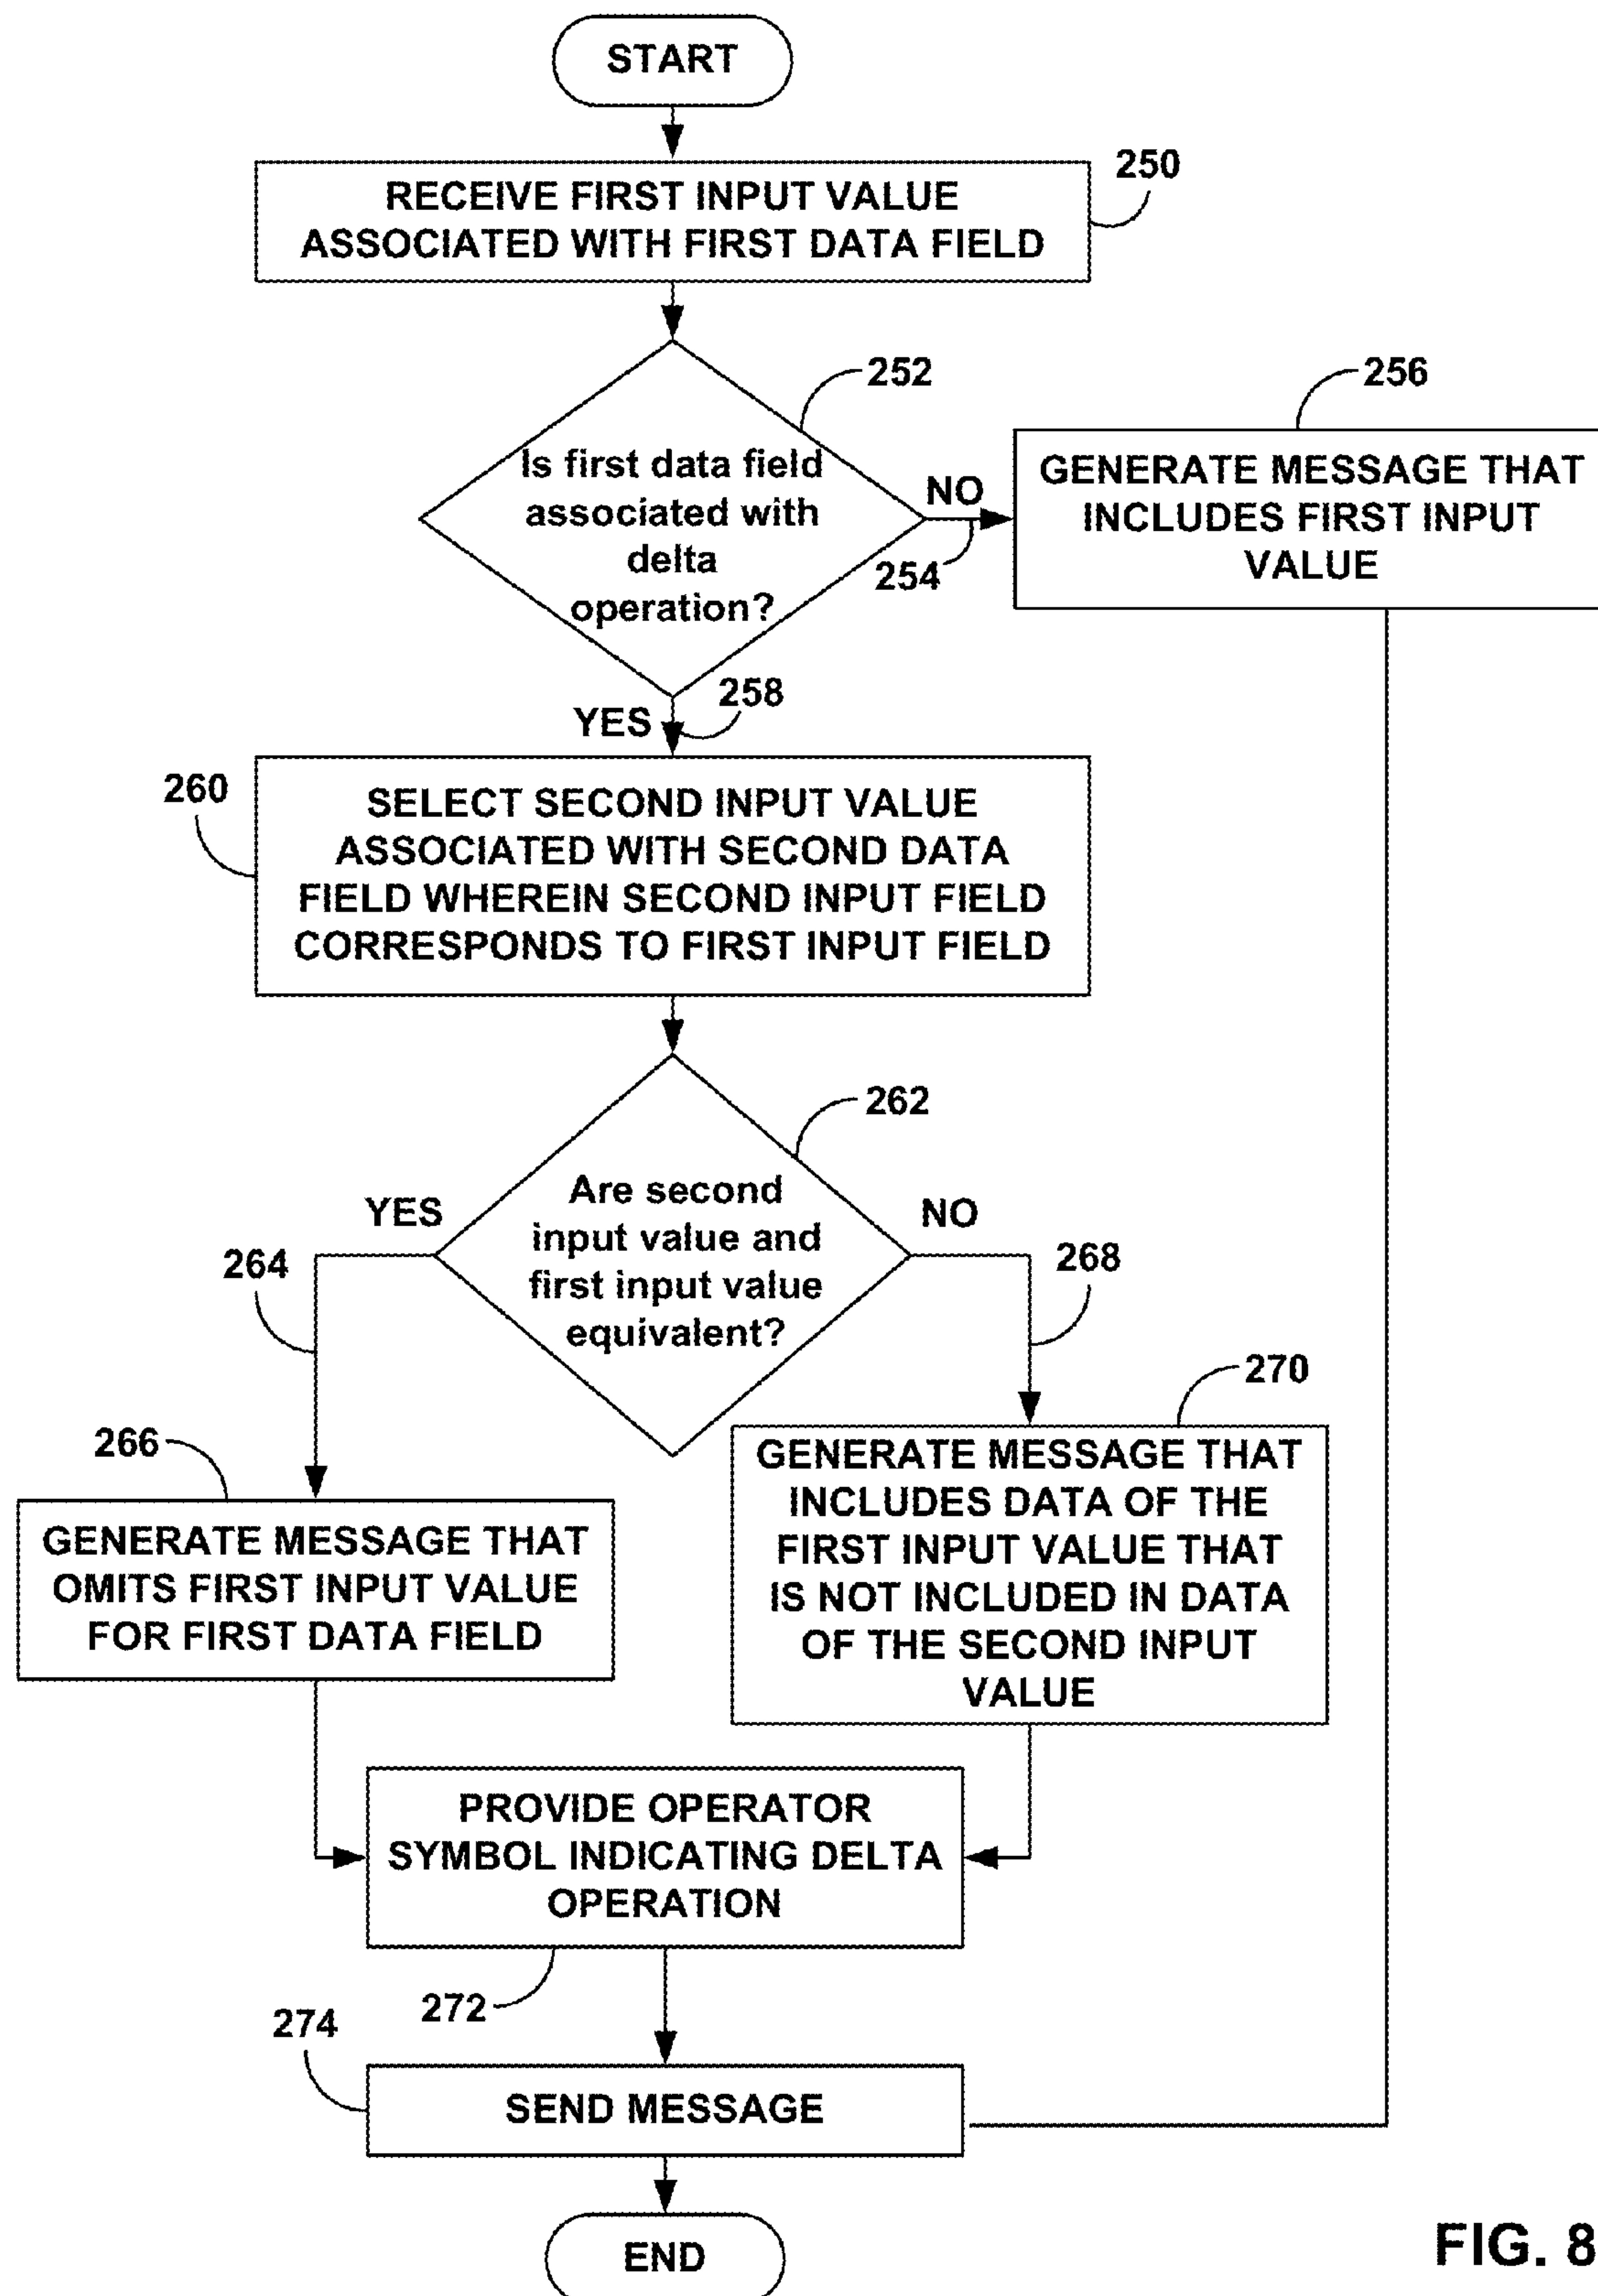 START
250
RECEIVE FIRST INPUT VALUE
ASSOCIATED WITH FIRST DATA FIELD
252
256
Is first data field
associated with
delta
operation?
NO
254
GENERATE MESSAGE THAT
INCLUDES FIRST INPUT
VALUE
258
YES
260
SELECT SECOND INPUT VALUE
ASSOCIATED WITH SECOND DATA
FIELD WHEREIN SECOND INPUT FIELD
CORRESPONDS TO FIRST INPUT FIELD
262
Are second
input value and
first input value
equivalent?
YES
NO
264
268
270
266
GENERATE MESSAGE THAT
OMITS FIRST INPUT VALUE
FOR FIRST DATA FIELD
GENERATE MESSAGE THAT
INCLUDES DATA OF THE
FIRST INPUT VALUE THAT
IS NOT INCLUDED IN DATA
OF THE SECOND INPUT
VALUE
PROVIDE OPERATOR
SYMBOL INDICATING DELTA
OPERATION
272
274
SEND MESSAGE
END
FIG. 8